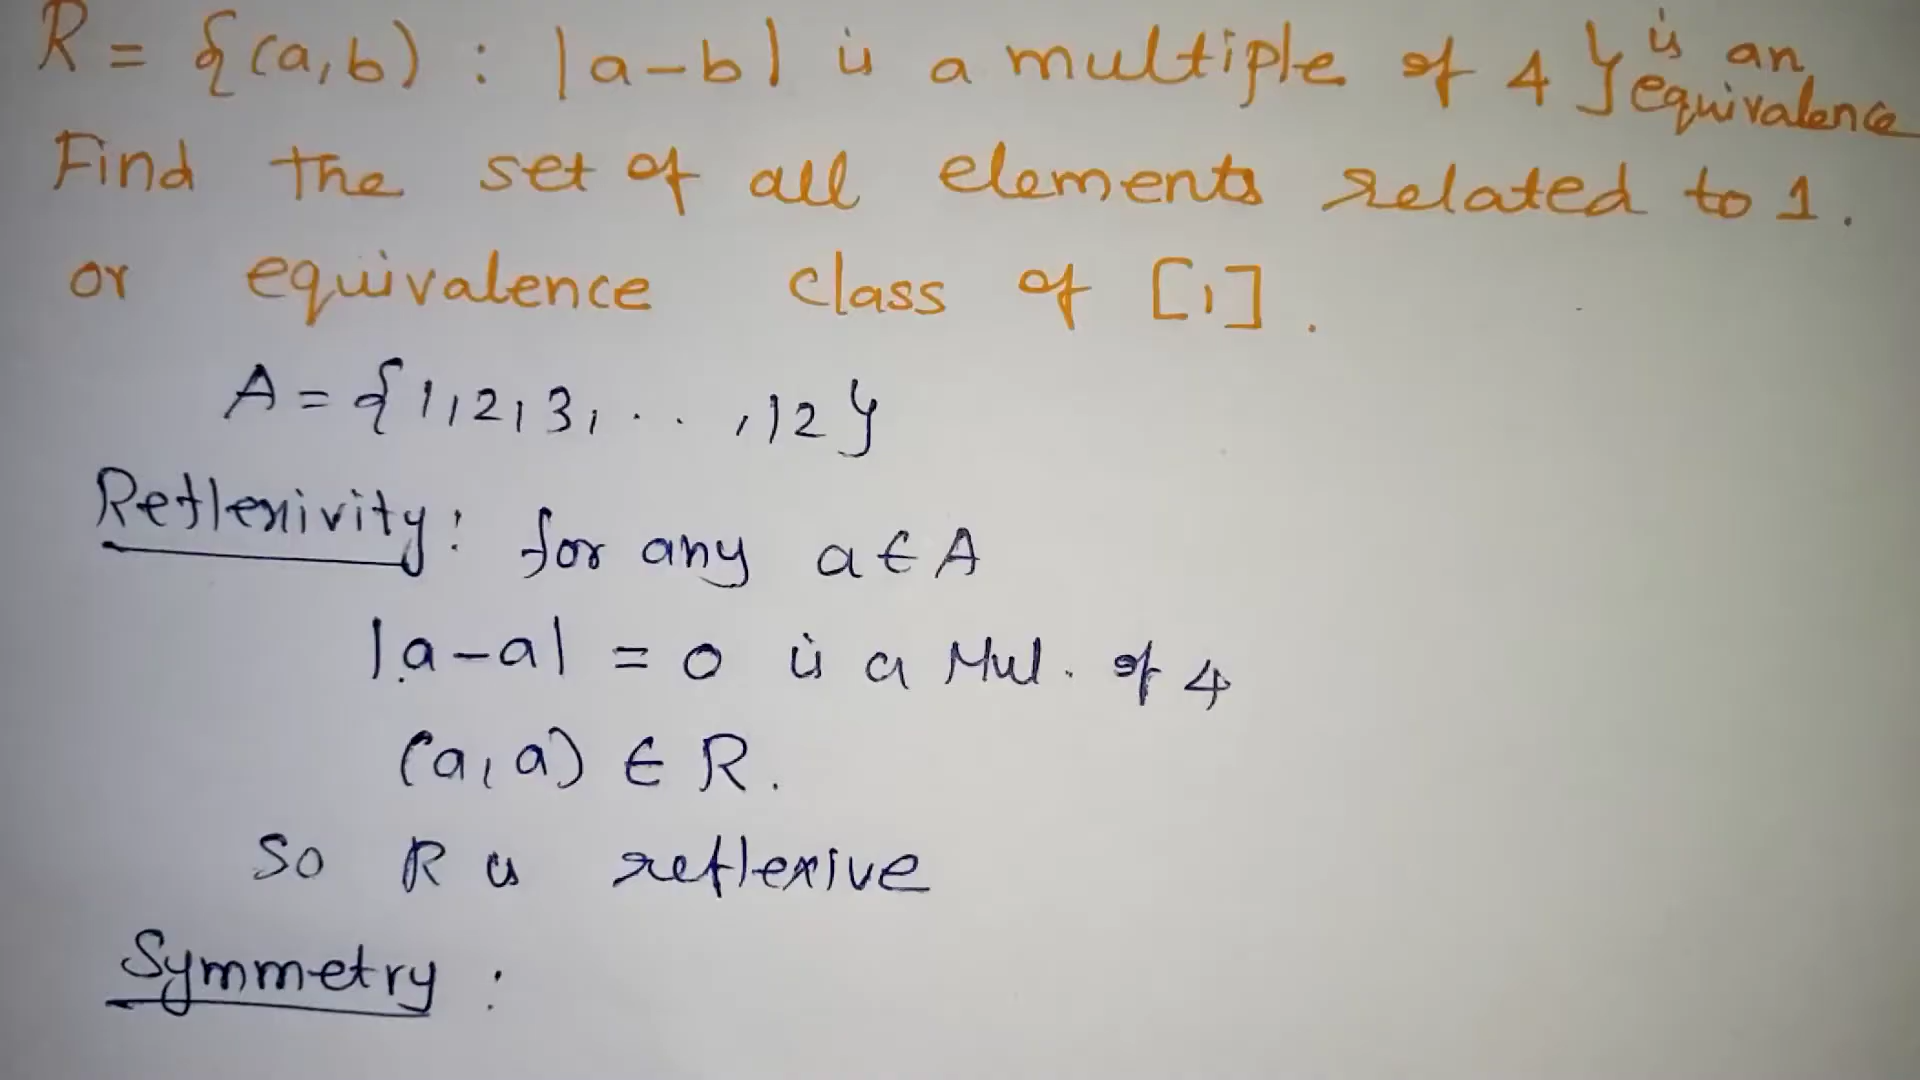 R = {(a,b) : |a-b| is a multiple of 4} is an equivalence
Find the set of all elements related to 1.
or equivalence class of [1].
A = {1,2,3, . . ,12}
Reflexivity: for any a ∈ A
|a-a| = 0 is a Mul. of 4
(a,a) ∈ R.
So R is reflexive
Symmetry :